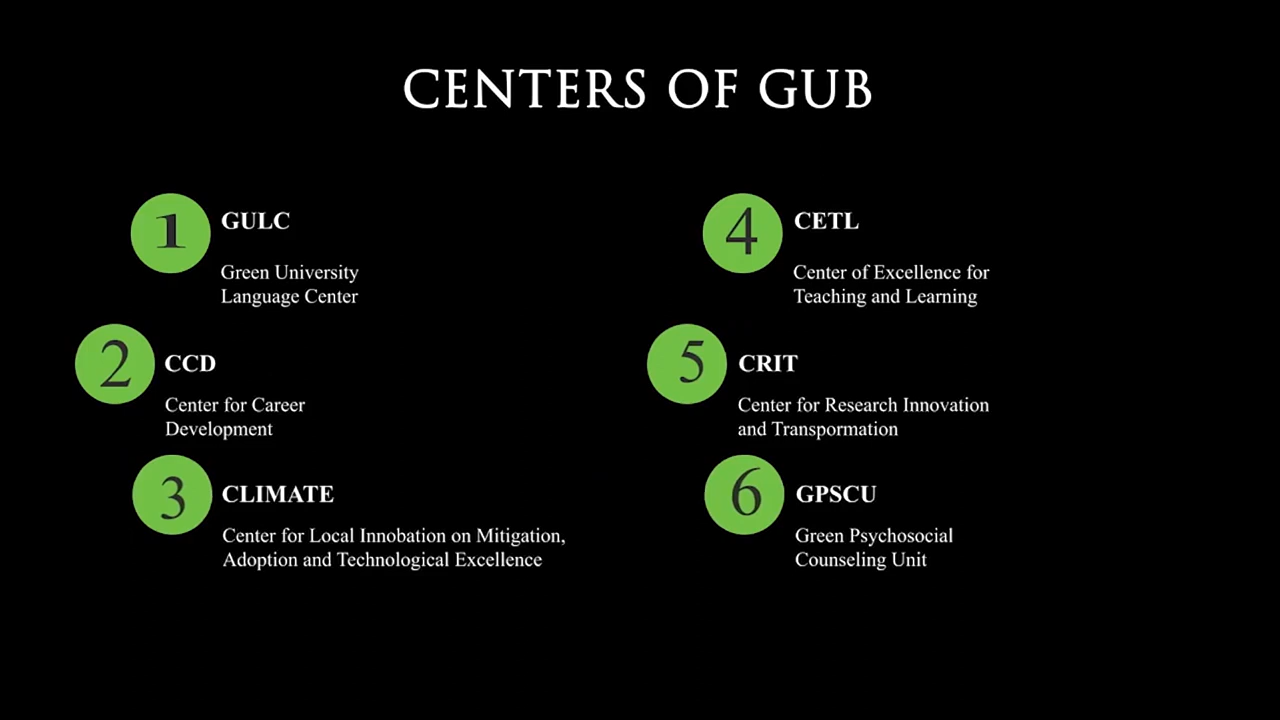 CENTERS OF GUB
1
GULC
Green University
Language Center
2
CCD
Center for Career
Development
3
CLIMATE
Center for Local Innobation on Mitigation,
Adoption and Technological Excellence
4
CETL
Center of Excellence for
Teaching and Learning
5
CRIT
Center for Research Innovation
and Transpormation
6
GPSCU
Green Psychosocial
Counseling Unit